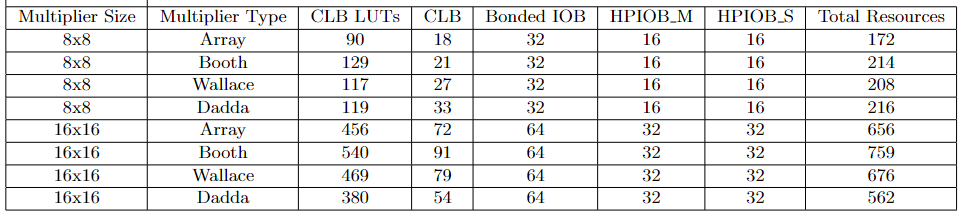 Multiplier Size Multiplier Type CLB LUTs CLB Bonded IOB HPIOB_M HPIOB_S Total Resources
8x8 Array 90 18 32 16 16 172
8x8 Booth 129 21 32 16 16 214
8x8 Wallace 117 27 32 16 16 208
8x8 Dadda 119 33 32 16 16 216
16x16 Array 456 72 64 32 32 656
16x16 Booth 540 91 64 32 32 759
16x16 Wallace 469 79 64 32 32 676
16x16 Dadda 380 54 64 32 32 562